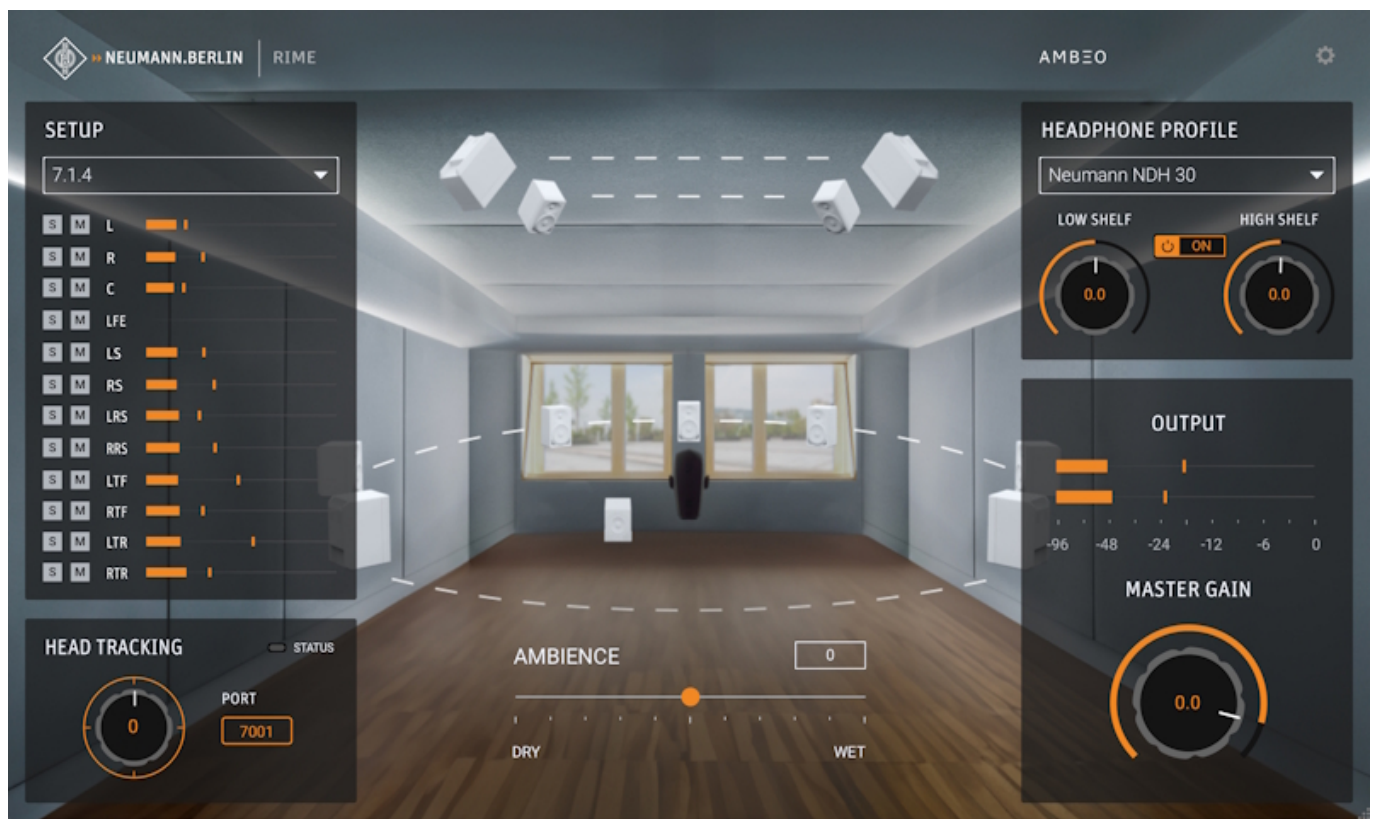 NEUMANN.BERLIN RIME
AMBEO
SETUP
7.1.4
S M L
S M R
S M C
S M LFE
S M LS
S M RS
S M LRS
S M RRS
S M LTF
S M RTF
S M LTR
S M RTR
HEAD TRACKING
STATUS
0
PORT
7001
AMBIENCE 0
DRY WET
HEADPHONE PROFILE
Neumann NDH 30
LOW SHELF HIGH SHELF
ON
0.0 0.0
OUTPUT
-96 -48 -24 -12 -6 0
MASTER GAIN
0.0